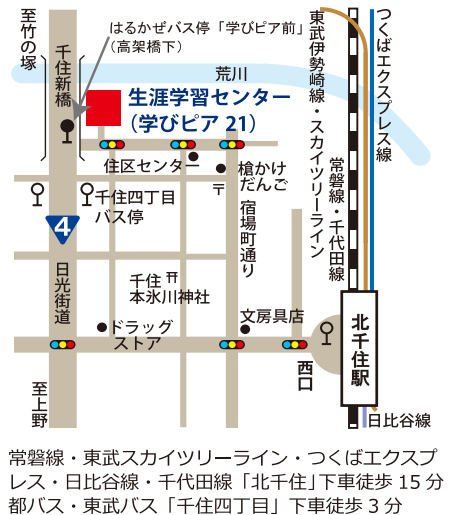 至竹の塚
千住新橋
はるかぜバス停「学びピア前」
（高架橋下）
荒川
東武伊勢崎線・スカイツリーライン
つくばエクスプレス線
生涯学習センター
（学びピア 21）
住区センター
槍かけ
だんご
〒
常磐線・千代田線
千住四丁目
バス停
宿場町通り
4
日光街道
千住
本氷川神社
ドラッグ
ストア
文房具店
北千住駅
西口
至上野
日比谷線
常磐線・東武スカイツリーライン・つくばエクスプ
レス・日比谷線・千代田線「北千住」下車徒歩 15 分
都バス・東武バス「千住四丁目」下車徒歩 3 分